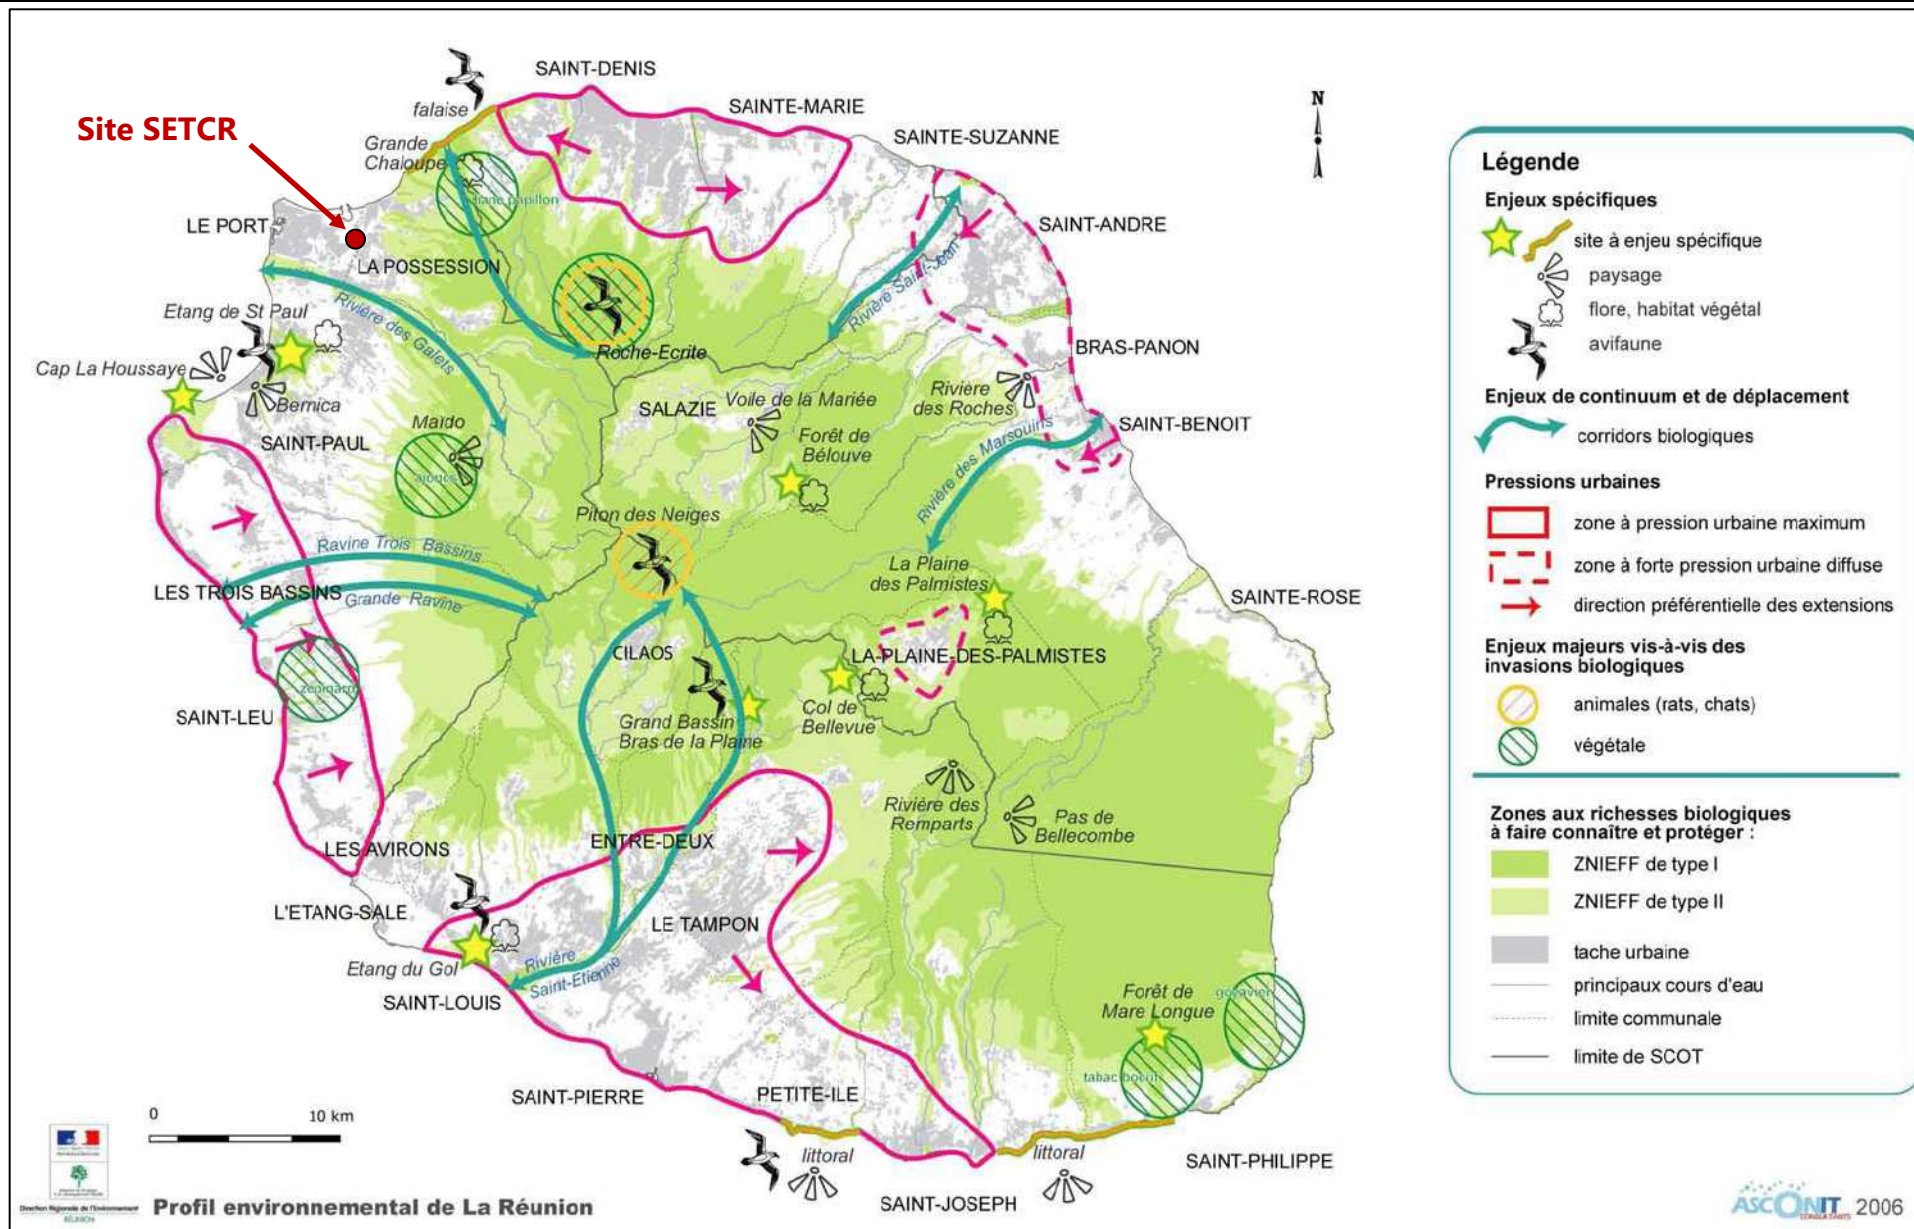 SAINT-DENIS
SAINTE-MARIE
falaise
Site SETCR
Grande
Chaloupe
SAINTE-SUZANNE
N
LE PORT
LA POSSESSION
SAINT-ANDRE
Rivière Saint-Jean
Etang de St Paul
Rivière des Galets
Roche-Ecrite
BRAS-PANON
Cap La Houssaye
Bernica
SAINT-PAUL
Maïdo
ajoncs
SALAZIE
Voile de la Mariée
Rivière
des Roches
Forêt de
Bélouve
Rivière des Marsouins
SAINT-BENOIT
Piton des Neiges
Ravine Trois Bassins
LES TROIS BASSINS
Grande Ravine
La Plaine
des Palmistes
SAINTE-ROSE
CILAOS
LA-PLAINE-DES-PALMISTES
SAINT-LEU
Grand Bassin
Bras de la Plaine
Col de
Bellevue
Rivière des
Remparts
Pas de
Bellecombe
LES AVIRONS
ENTRE-DEUX
L'ETANG-SALE
LE TAMPON
Etang du Gol
Rivière
Saint-Etienne
SAINT-LOUIS
Forêt de
Mare Longue
goyavier
tabac boeuf
SAINT-PIERRE
PETITE-ILE
littoral
littoral
SAINT-JOSEPH
SAINT-PHILIPPE
0 10 km
Direction Régionale de l'Environnement
RÉUNION
Profil environnemental de La Réunion
Légende
Enjeux spécifiques
site à enjeu spécifique
paysage
flore, habitat végétal
avifaune
Enjeux de continuum et de déplacement
corridors biologiques
Pressions urbaines
zone à pression urbaine maximum
zone à forte pression urbaine diffuse
direction préférentielle des extensions
Enjeux majeurs vis-à-vis des
invasions biologiques
animales (rats, chats)
végétale
Zones aux richesses biologiques
à faire connaître et protéger :
ZNIEFF de type I
ZNIEFF de type II
tache urbaine
principaux cours d'eau
limite communale
limite de SCOT
ASCONIT
CONSULTANTS
2006